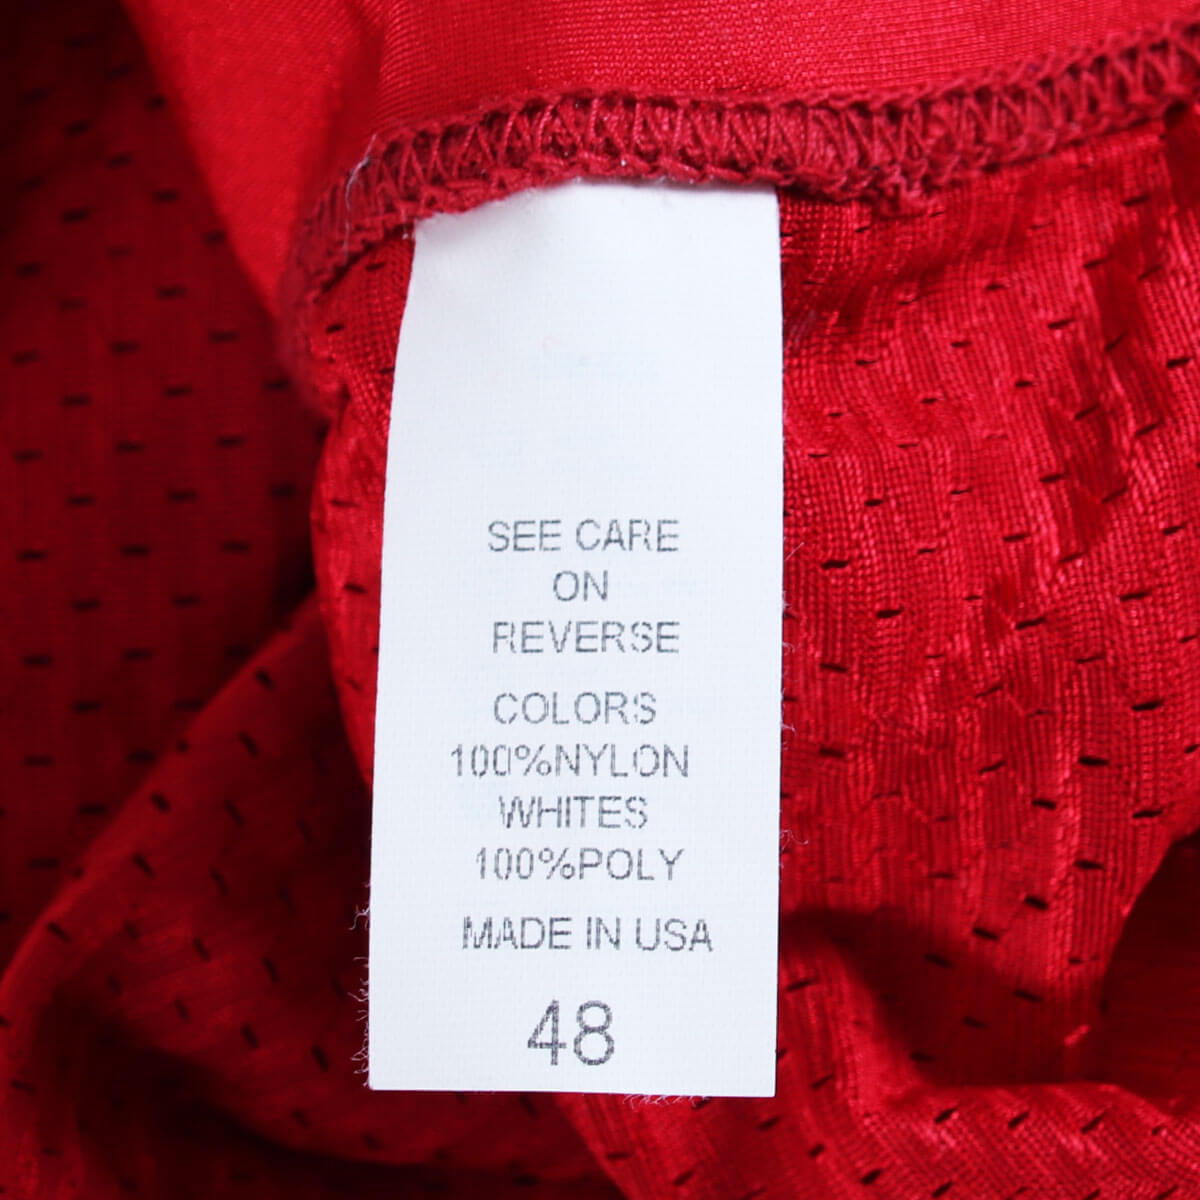 SEE CARE
ON
REVERSE
COLORS
100%NYLON
WHITES
100%POLY
MADE IN USA
48